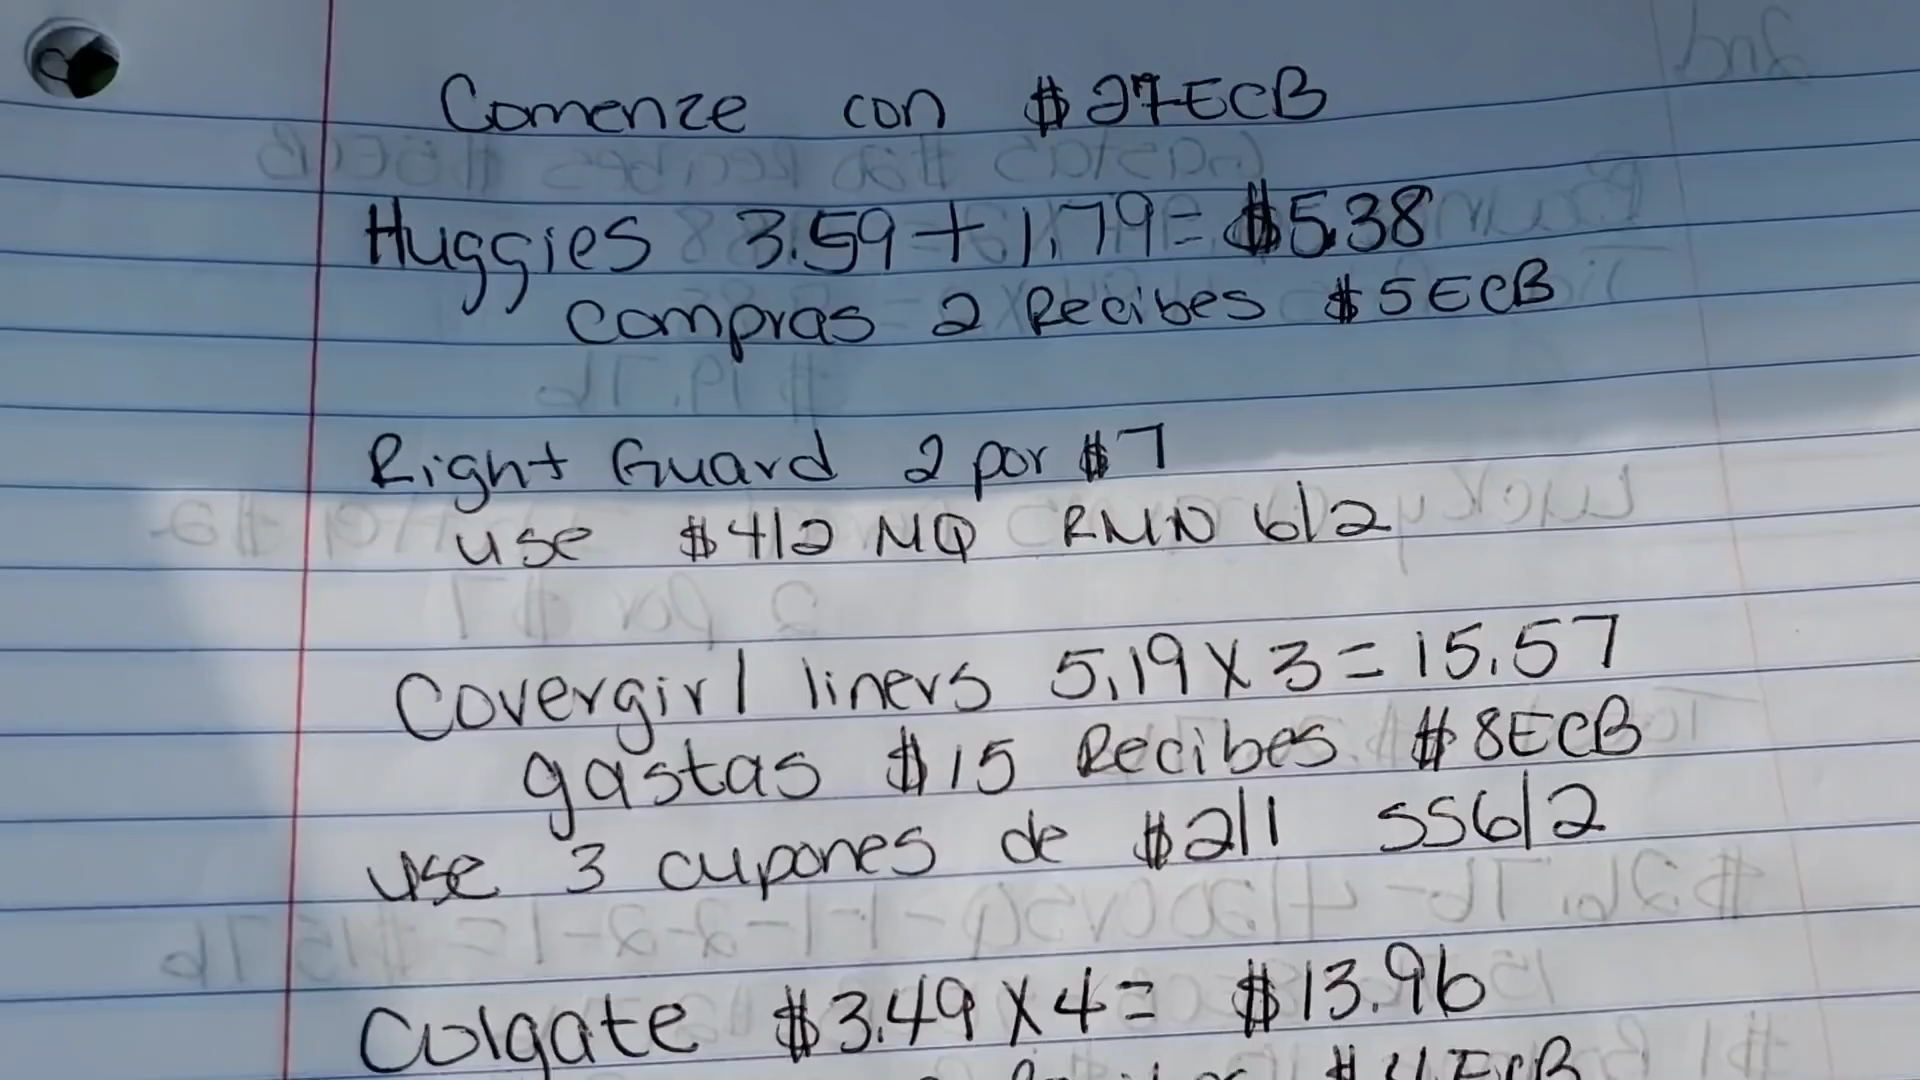 Comenze con $27ECB
Huggies 3.59 + 1.79 = $5.38
compras 2 Recibes $5ECB
Right Guard 2 por $7
use $4/2 MQ RMN 6/2
Covergirl liners 5.19 X 3 = 15.57
gastas $15 Recibes $8ECB
use 3 cupones de $2/1 SS6/2
Colgate $3.49 X 4 = $13.96